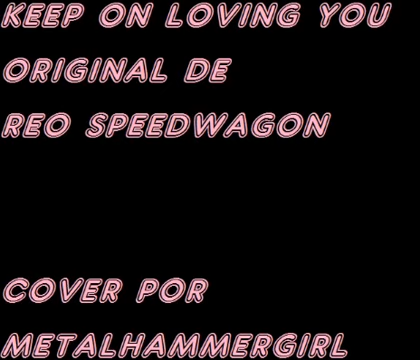 KEEP ON LOVING YOU
ORIGINAL DE
REO SPEEDWAGON
COVER POR
METALHAMMERGIRL